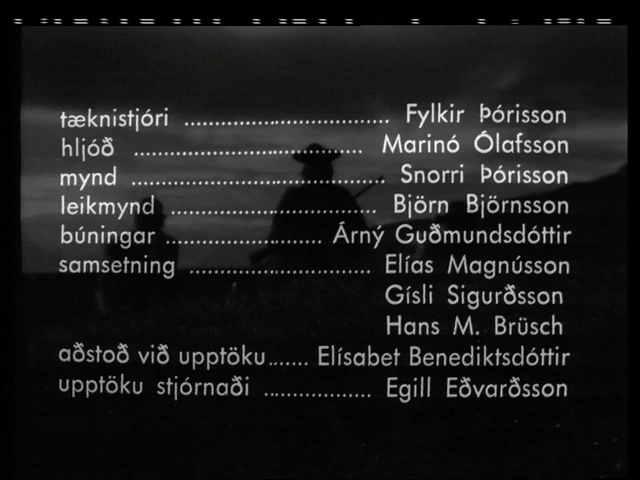 tæknistjóri .................................. Fylkir Þórisson
hljóð ...................................... Marinó Ólafsson
mynd .......................................... Snorri Þórisson
leikmynd .................................. Björn Björnsson
búningar .......................... Árný Guðmundsdóttir
samsetning .............................. Elías Magnússon
Gísli Sigurðsson
Hans M. Brüsch
aðstoð við upptöku....... Elísabet Benediktsdóttir
upptöku stjórnaði .................. Egill Eðvarðsson